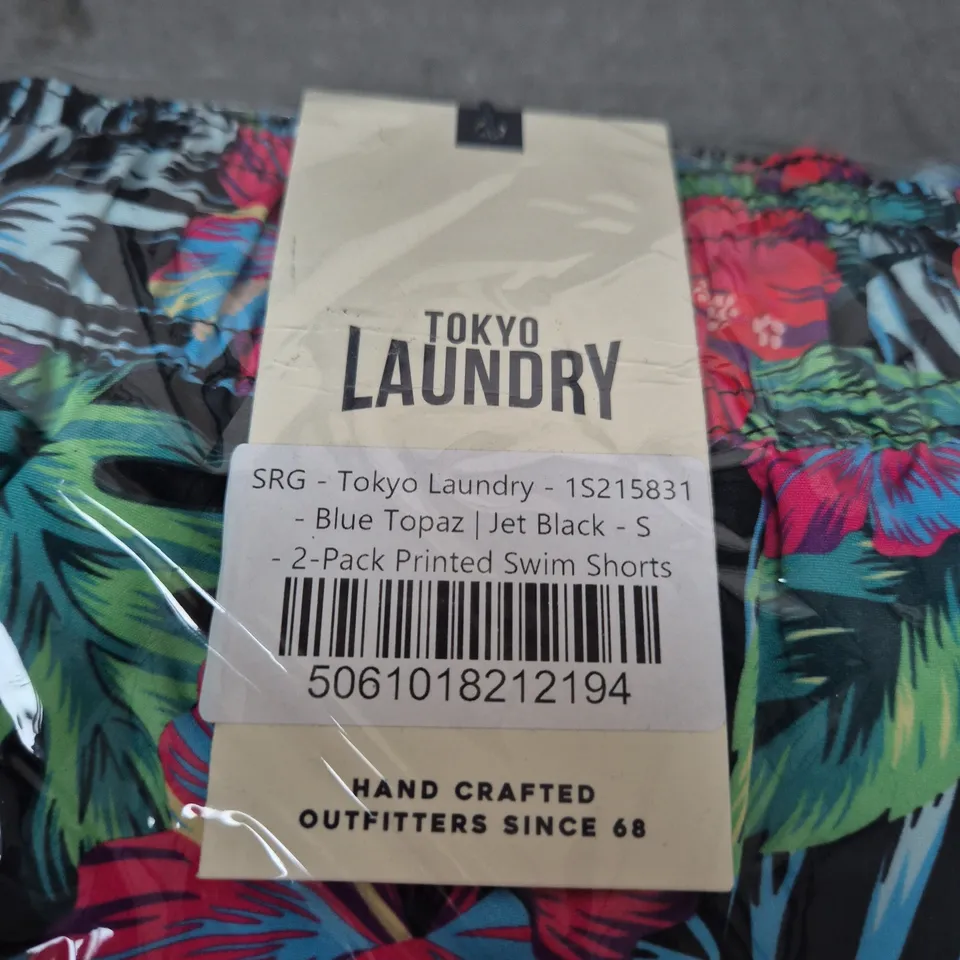 TOKYO
LAUNDRY
SRG - Tokyo Laundry - 1S215831
- Blue Topaz | Jet Black - S
- 2-Pack Printed Swim Shorts
5061018212194
HAND CRAFTED
OUTFITTERS SINCE 68